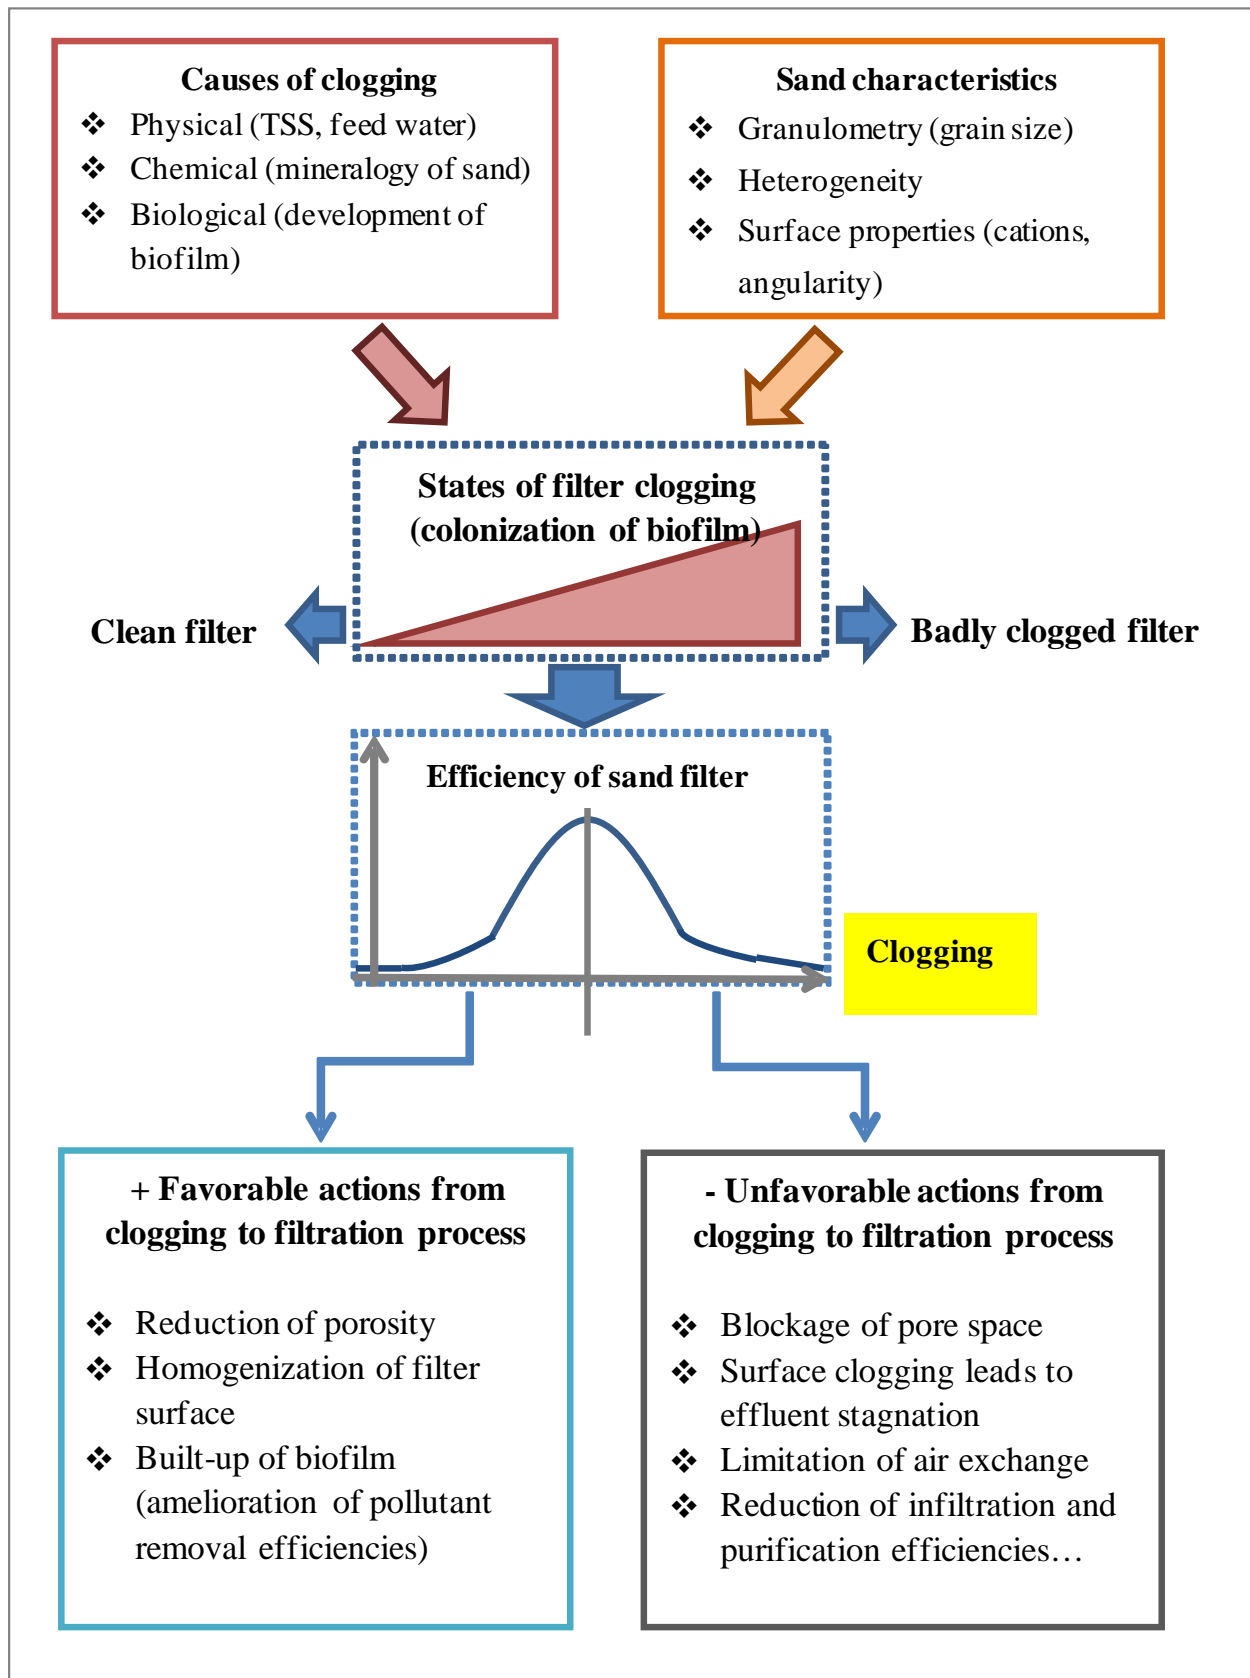 Causes of clogging
❖ Physical (TSS, feed water)
❖ Chemical (mineralogy of sand)
❖ Biological (development of
biofilm)
Sand characteristics
❖ Granulometry (grain size)
❖ Heterogeneity
❖ Surface properties (cations,
angularity)
States of filter clogging
(colonization of biofilm)
Clean filter
Badly clogged filter
Efficiency of sand filter
Clogging
+ Favorable actions from
clogging to filtration process
❖ Reduction of porosity
❖ Homogenization of filter
surface
❖ Built-up of biofilm
(amelioration of pollutant
removal efficiencies)
- Unfavorable actions from
clogging to filtration process
❖ Blockage of pore space
❖ Surface clogging leads to
effluent stagnation
❖ Limitation of air exchange
❖ Reduction of infiltration and
purification efficiencies…